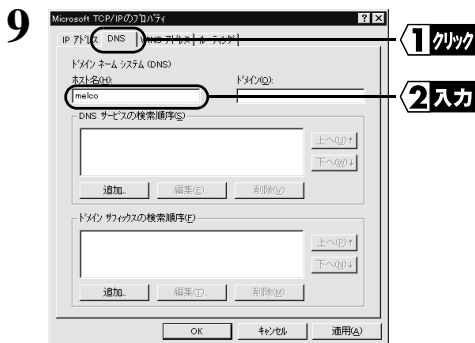 9
Microsoft TCP/IPのプロパティ
IP アドレス DNS WINS アドレス ルーティング
1 クリック
ドメイン ネーム システム (DNS)
ホスト名(H): ドメイン(O):
melco
2 入力
DNS サービスの検索順序(S)
上へ(U)↑
下へ(W)↓
追加... 編集(E)... 削除(V)
ドメイン サフィックスの検索順序(F)
上へ(P)↑
下へ(N)↓
追加... 編集(T)... 削除(M)
OK キャンセル 適用(A)